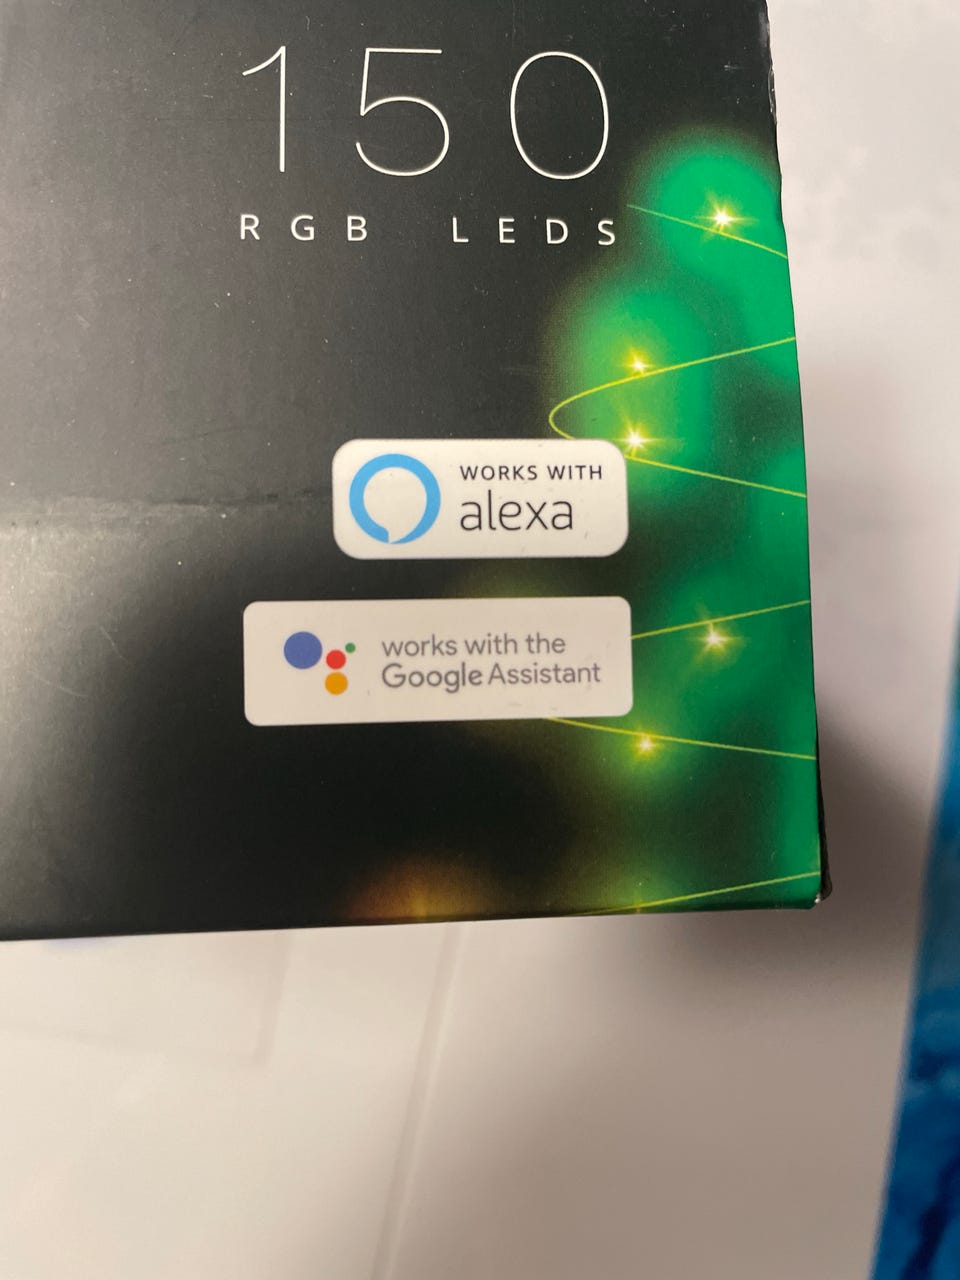 150
RGB LEDS
WORKS WITH
alexa
works with the
Google Assistant